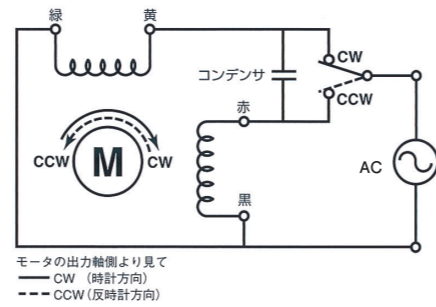 緑
黄
CW
コンデンサ
CCW
赤
CCW
M
CW
AC
黒
モータの出力軸側より見て
CW (時計方向)
CCW (反時計方向)